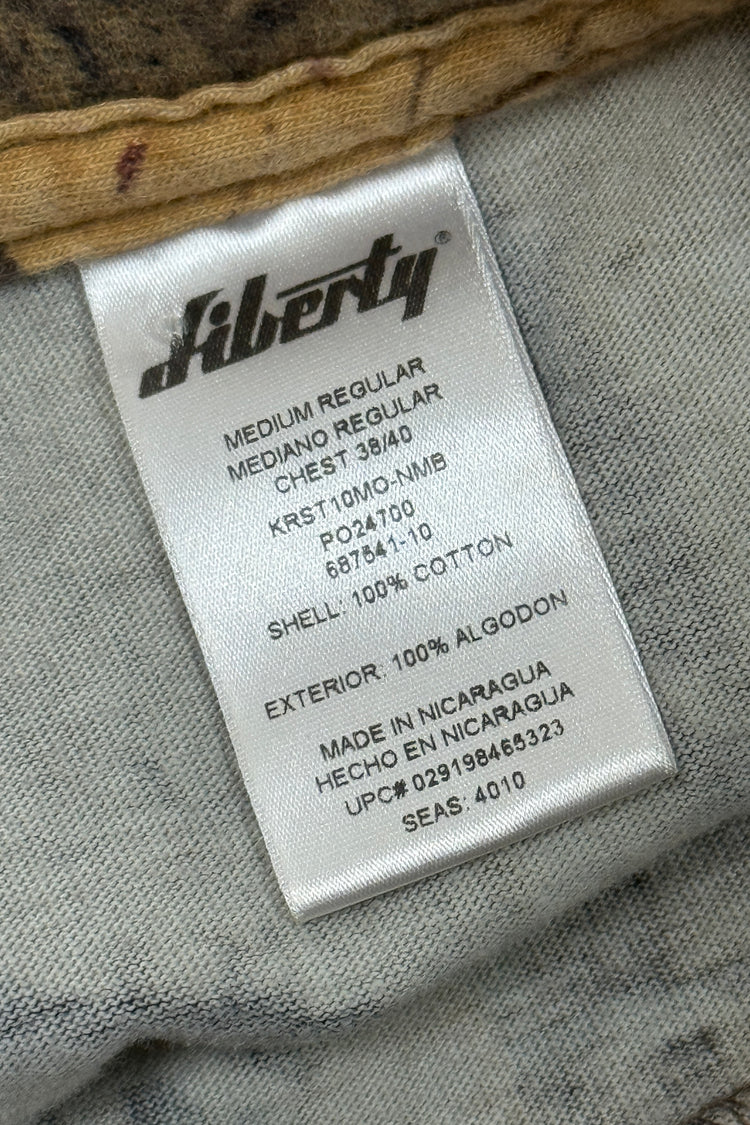 Liberty®
MEDIUM REGULAR
MEDIANO REGULAR
CHEST 38/40
KRST10MO-NMB
PO24700
687541-10
SHELL: 100% COTTON
EXTERIOR: 100% ALGODON
MADE IN NICARAGUA
HECHO EN NICARAGUA
UPC# 029198465323
SEAS: 4010